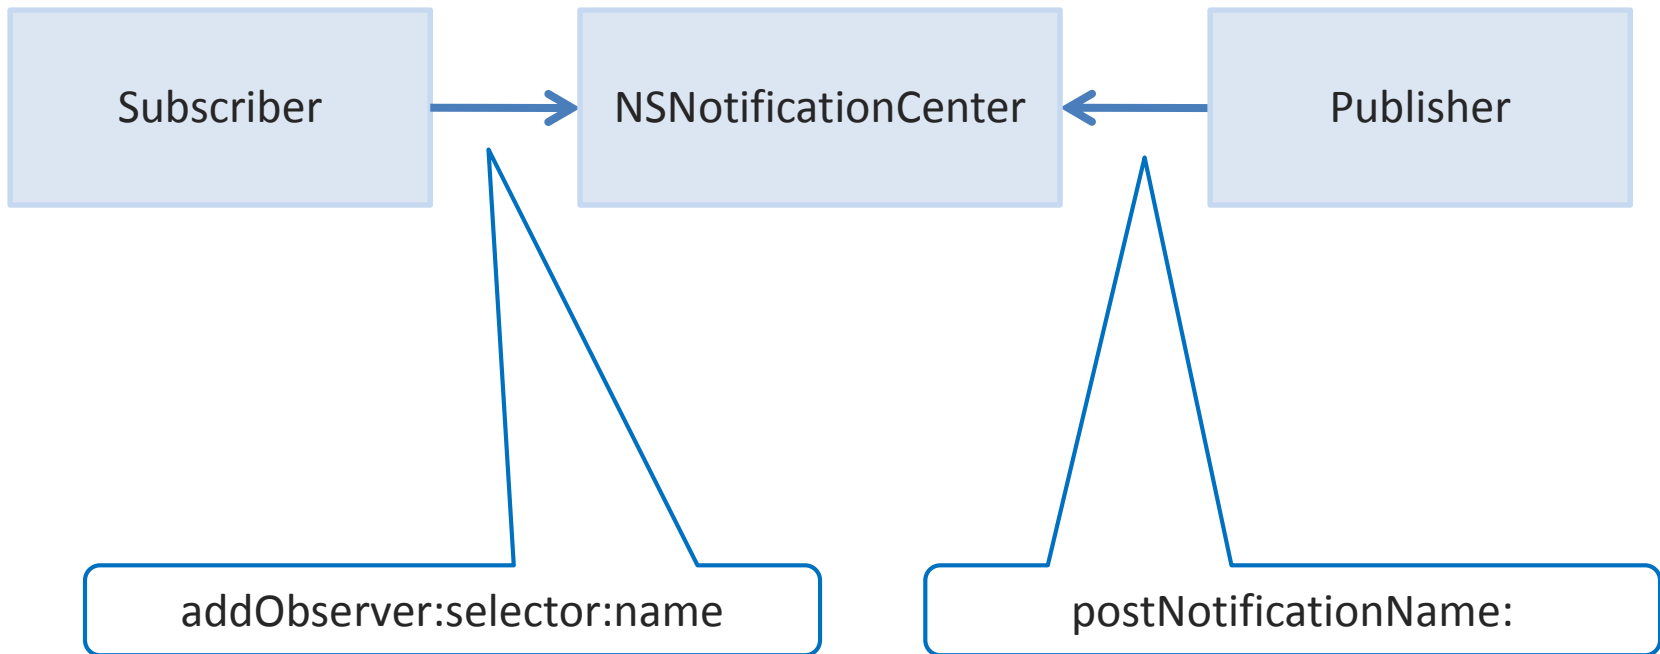 Subscriber
NSNotificationCenter
Publisher
addObserver:selector:name
postNotificationName: